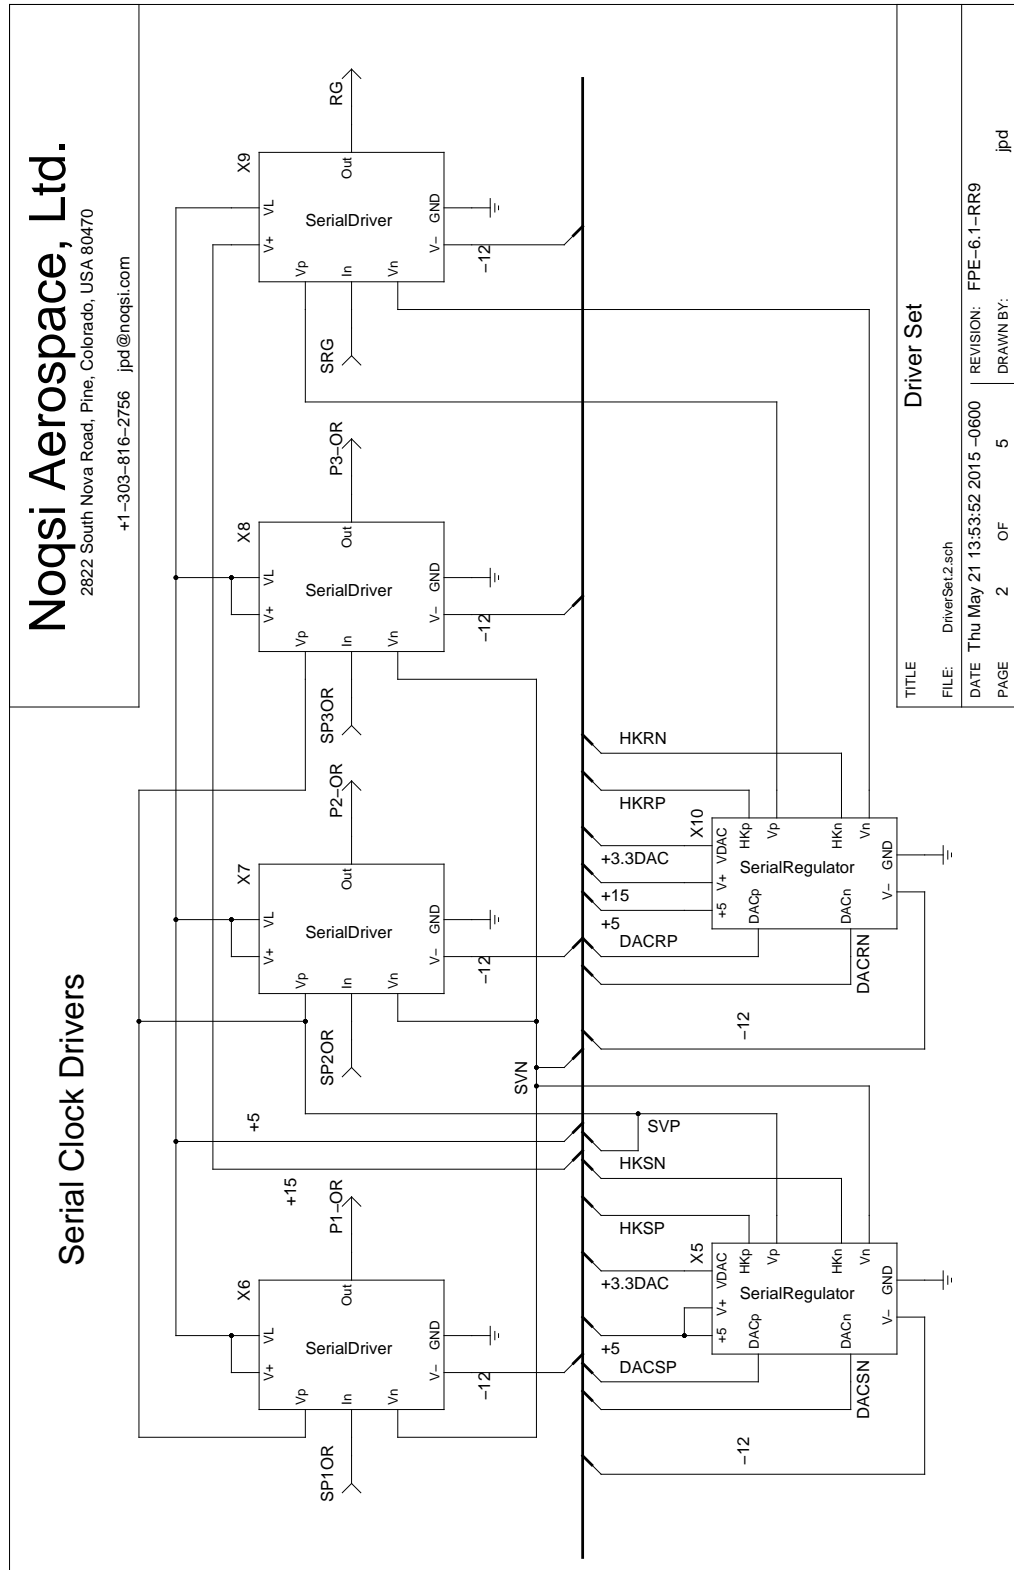 Noqsi Aerospace, Ltd.
2822 South Nova Road, Pine, Colorado, USA 80470
+1−303−816−2756 jpd@noqsi.com
Serial Clock Drivers
+15
+5
X6
V+
VL
Vp
In
Vn
SerialDriver
Out
V−
GND
SP1OR
P1−OR
−12
X7
V+
VL
Vp
In
Vn
SerialDriver
Out
V−
GND
SP2OR
P2−OR
−12
X8
V+
VL
Vp
In
Vn
SerialDriver
Out
V−
GND
SP3OR
P3−OR
−12
X9
V+
VL
Vp
In
Vn
SerialDriver
Out
V−
GND
SRG
RG
−12
SVN
SVP
−12
DACSN
DACSP
+5
+3.3DAC
HKSP
HKSN
X5
+5
V+
VDAC
DACp
DACn
SerialRegulator
HKp
Vp
HKn
Vn
V−
GND
−12
DACRN
DACRP
+5
+15
+3.3DAC
HKRP
HKRN
X10
+5
V+
VDAC
DACp
DACn
SerialRegulator
HKp
Vp
HKn
Vn
V−
GND
TITLE
Driver Set
FILE: DriverSet.2.sch
DATE Thu May 21 13:53:52 2015 −0600
REVISION: FPE−6.1−RR9
PAGE 2 OF 5
DRAWN BY: jpd